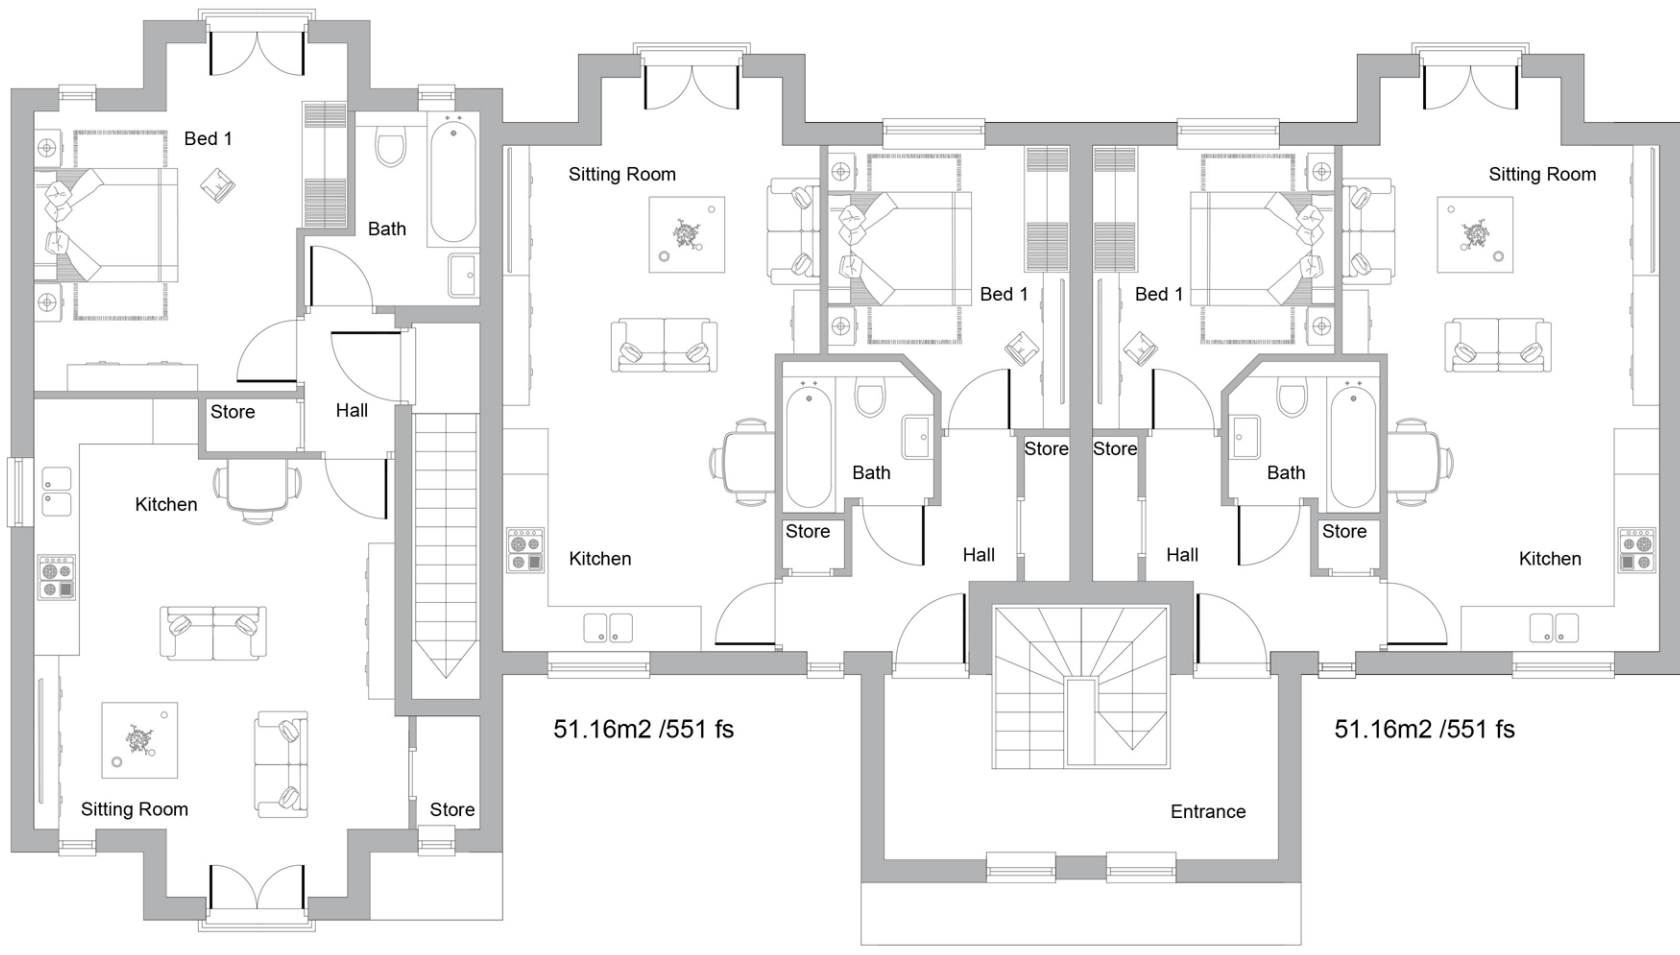 Bed 1
Bath
Store
Hall
Kitchen
Sitting Room
Store
Sitting Room
Bed 1
Bath
Store
Store
Hall
Kitchen
51.16m2 /551 fs
Bed 1
Sitting Room
Store
Bath
Store
Hall
Kitchen
51.16m2 /551 fs
Entrance